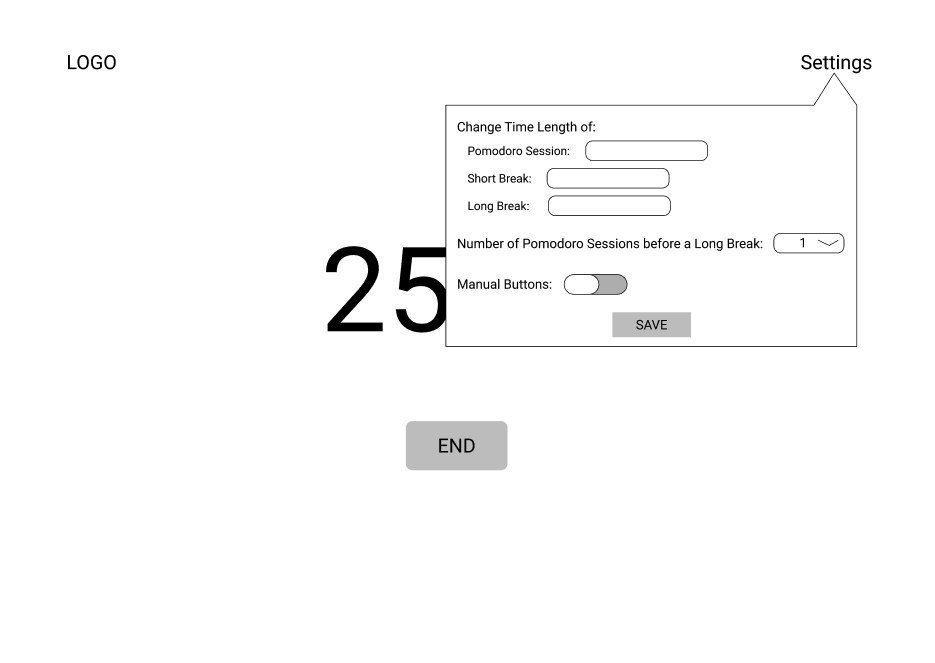 LOGO
Settings
Change Time Length of:
Pomodoro Session:
Short Break:
Long Break:
Number of Pomodoro Sessions before a Long Break: 1
Manual Buttons:
SAVE
25
END